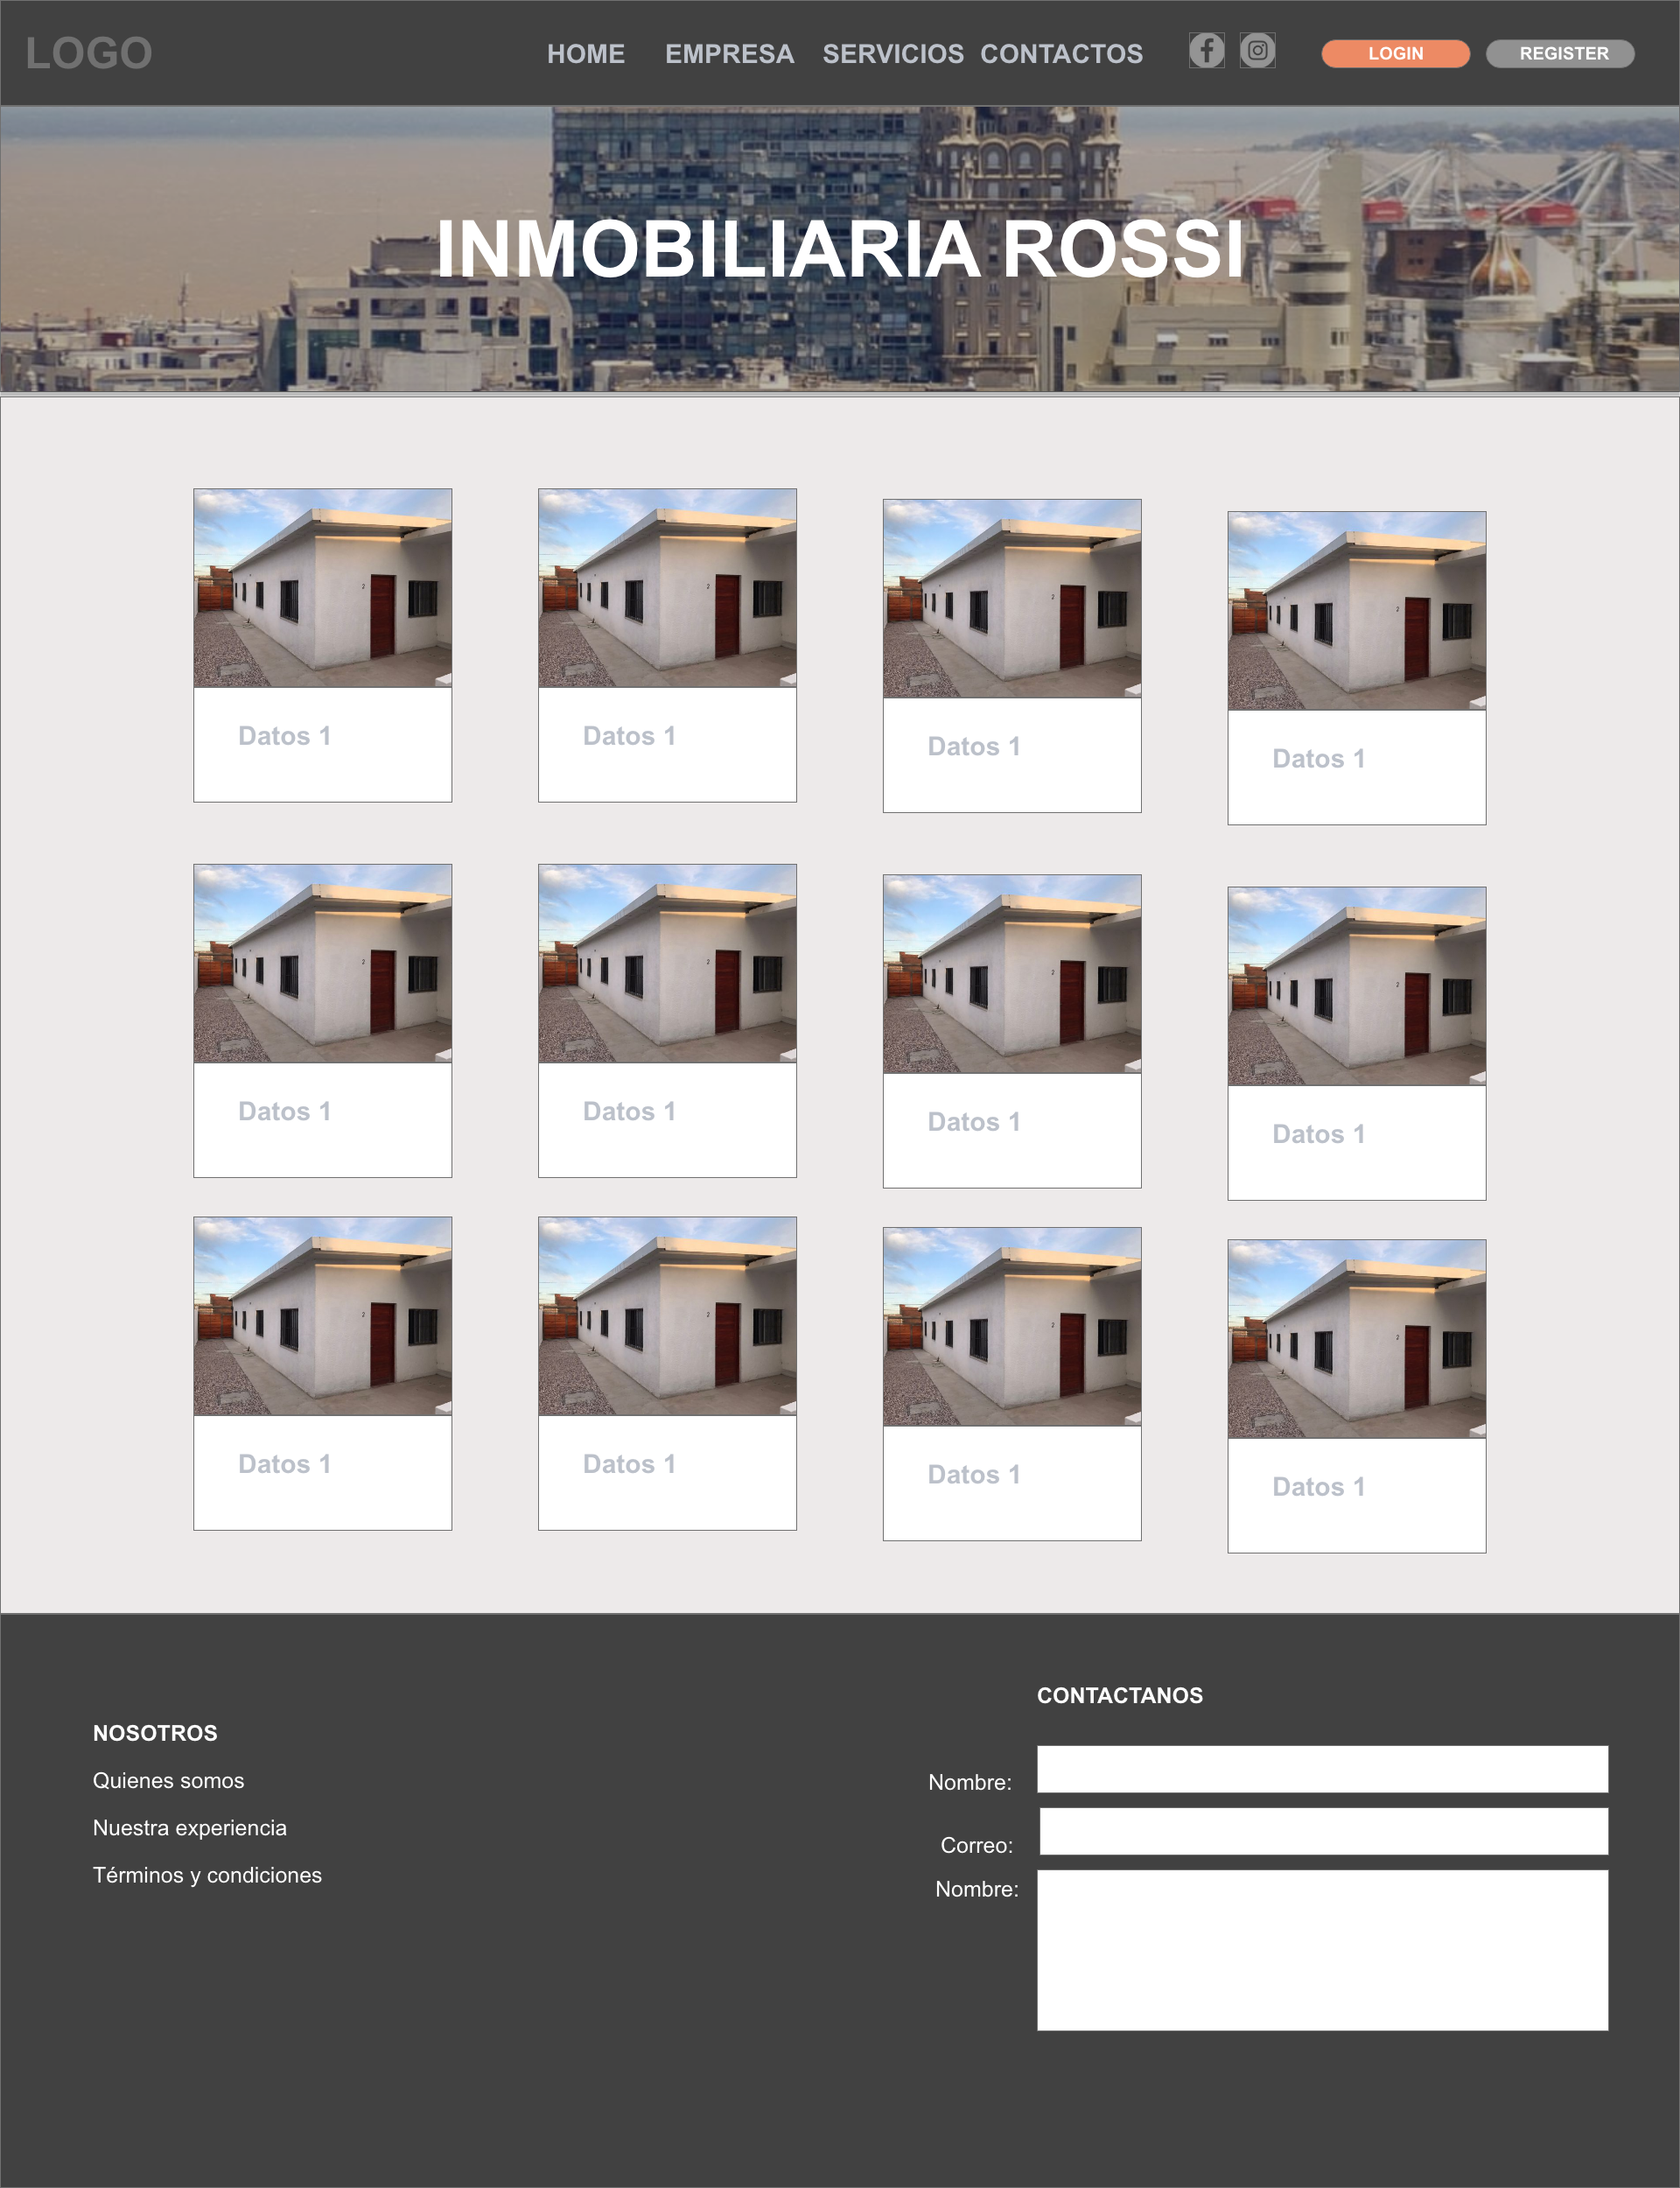 LOGO
HOME
EMPRESA
SERVICIOS
CONTACTOS
LOGIN
REGISTER
INMOBILIARIA ROSSI
Datos 1
Datos 1
Datos 1
Datos 1
Datos 1
Datos 1
Datos 1
Datos 1
Datos 1
Datos 1
Datos 1
Datos 1
NOSOTROS
Quienes somos
Nuestra experiencia
Términos y condiciones
CONTACTANOS
Nombre:
Correo:
Nombre: